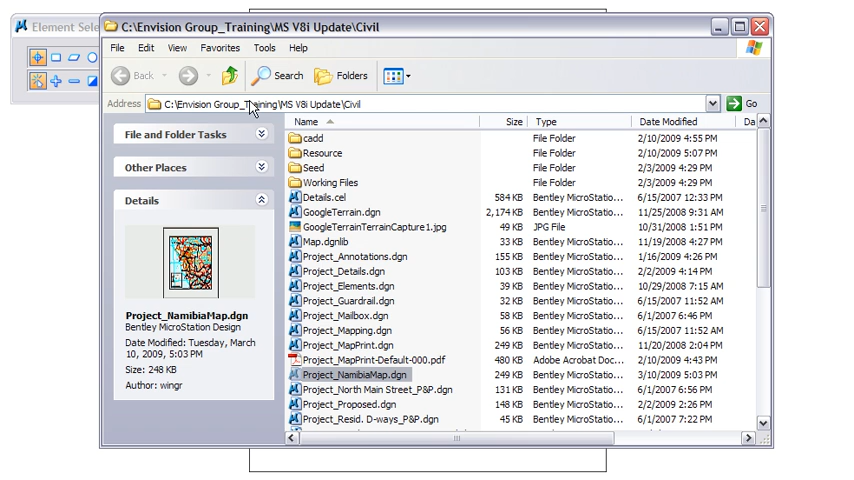 Element Sele
C:\Envision Group_Training\MS V8i Update\Civil
File Edit View Favorites Tools Help
Back Search Folders
Address C:\Envision Group_Training\MS V8i Update\Civil Go
File and Folder Tasks
Other Places
Details
Project_NamibiaMap.dgn
Bentley MicroStation Design
Date Modified: Tuesday, March
10, 2009, 5:03 PM
Size: 248 KB
Author: wingr
Name Size Type Date Modified Da
cadd File Folder 2/10/2009 4:55 PM
Resource File Folder 2/10/2009 5:07 PM
Seed File Folder 2/3/2009 4:29 PM
Working Files File Folder 2/3/2009 4:29 PM
Details.cel 584 KB Bentley MicroStatio... 6/15/2007 12:33 PM
GoogleTerrain.dgn 2,174 KB Bentley MicroStatio... 11/25/2008 9:31 AM
GoogleTerrainTerrainCapture1.jpg 49 KB JPG File 10/31/2008 1:51 PM
Map.dgnlib 33 KB Bentley MicroStatio... 11/19/2008 4:27 PM
Project_Annotations.dgn 155 KB Bentley MicroStatio... 1/16/2009 4:26 PM
Project_Details.dgn 103 KB Bentley MicroStatio... 2/2/2009 4:14 PM
Project_Elements.dgn 39 KB Bentley MicroStatio... 10/29/2008 7:15 AM
Project_Guardrail.dgn 32 KB Bentley MicroStatio... 6/15/2007 11:52 AM
Project_Mailbox.dgn 58 KB Bentley MicroStatio... 6/1/2007 6:46 PM
Project_Mapping.dgn 56 KB Bentley MicroStatio... 6/15/2007 11:52 AM
Project_MapPrint.dgn 249 KB Bentley MicroStatio... 11/20/2008 2:04 PM
Project_MapPrint-Default-000.pdf 480 KB Adobe Acrobat Doc... 2/10/2009 4:43 PM
Project_NamibiaMap.dgn 249 KB Bentley MicroStatio... 3/10/2009 5:03 PM
Project_North Main Street_P&P.dgn 131 KB Bentley MicroStatio... 6/1/2007 6:56 PM
Project_Proposed.dgn 148 KB Bentley MicroStatio... 2/2/2009 2:26 PM
Project_Resid. D-ways_P&P.dgn 45 KB Bentley MicroStatio... 6/1/2007 7:22 PM